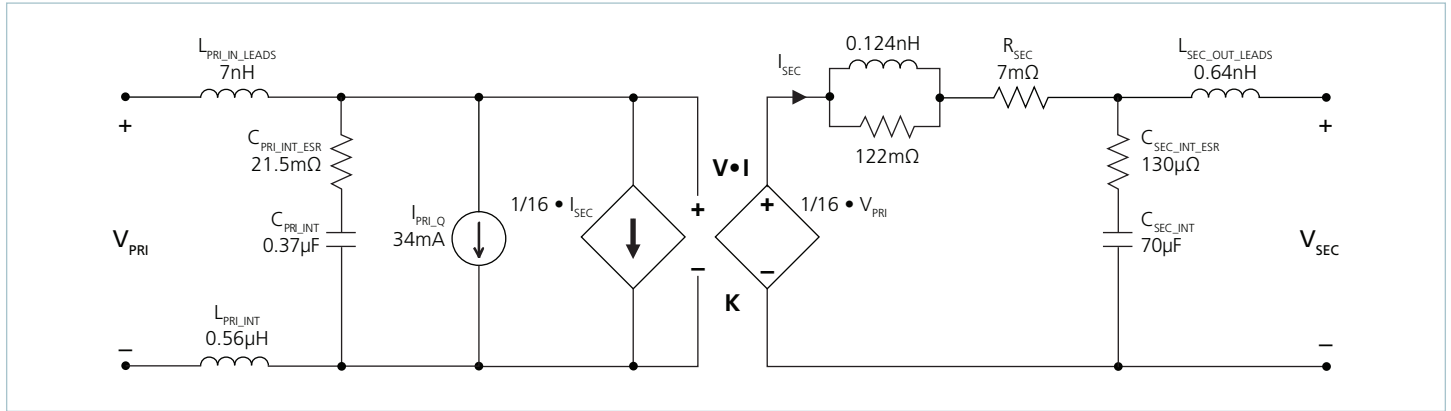 L_PRI_IN_LEADS
7nH
+
C_PRI_INT_ESR
21.5mΩ
C_PRI_INT
0.37µF
V_PRI
L_PRI_INT
0.56µH
–
I_PRI_Q
34mA
1/16 • I_SEC
+
–
V•I
K
+
–
1/16 • V_PRI
I_SEC
0.124nH
122mΩ
R_SEC
7mΩ
L_SEC_OUT_LEADS
0.64nH
+
C_SEC_INT_ESR
130µΩ
C_SEC_INT
70µF
V_SEC
–